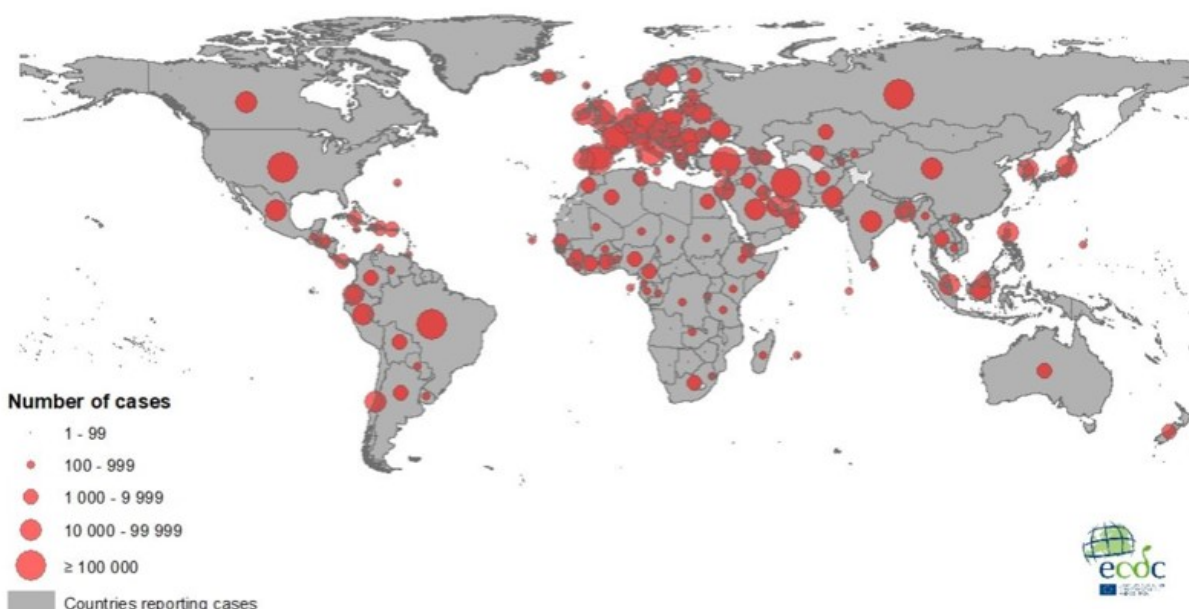 Number of cases
1 - 99
100 - 999
1 000 - 9 999
10 000 - 99 999
≥ 100 000
Countries reporting cases
ecdc